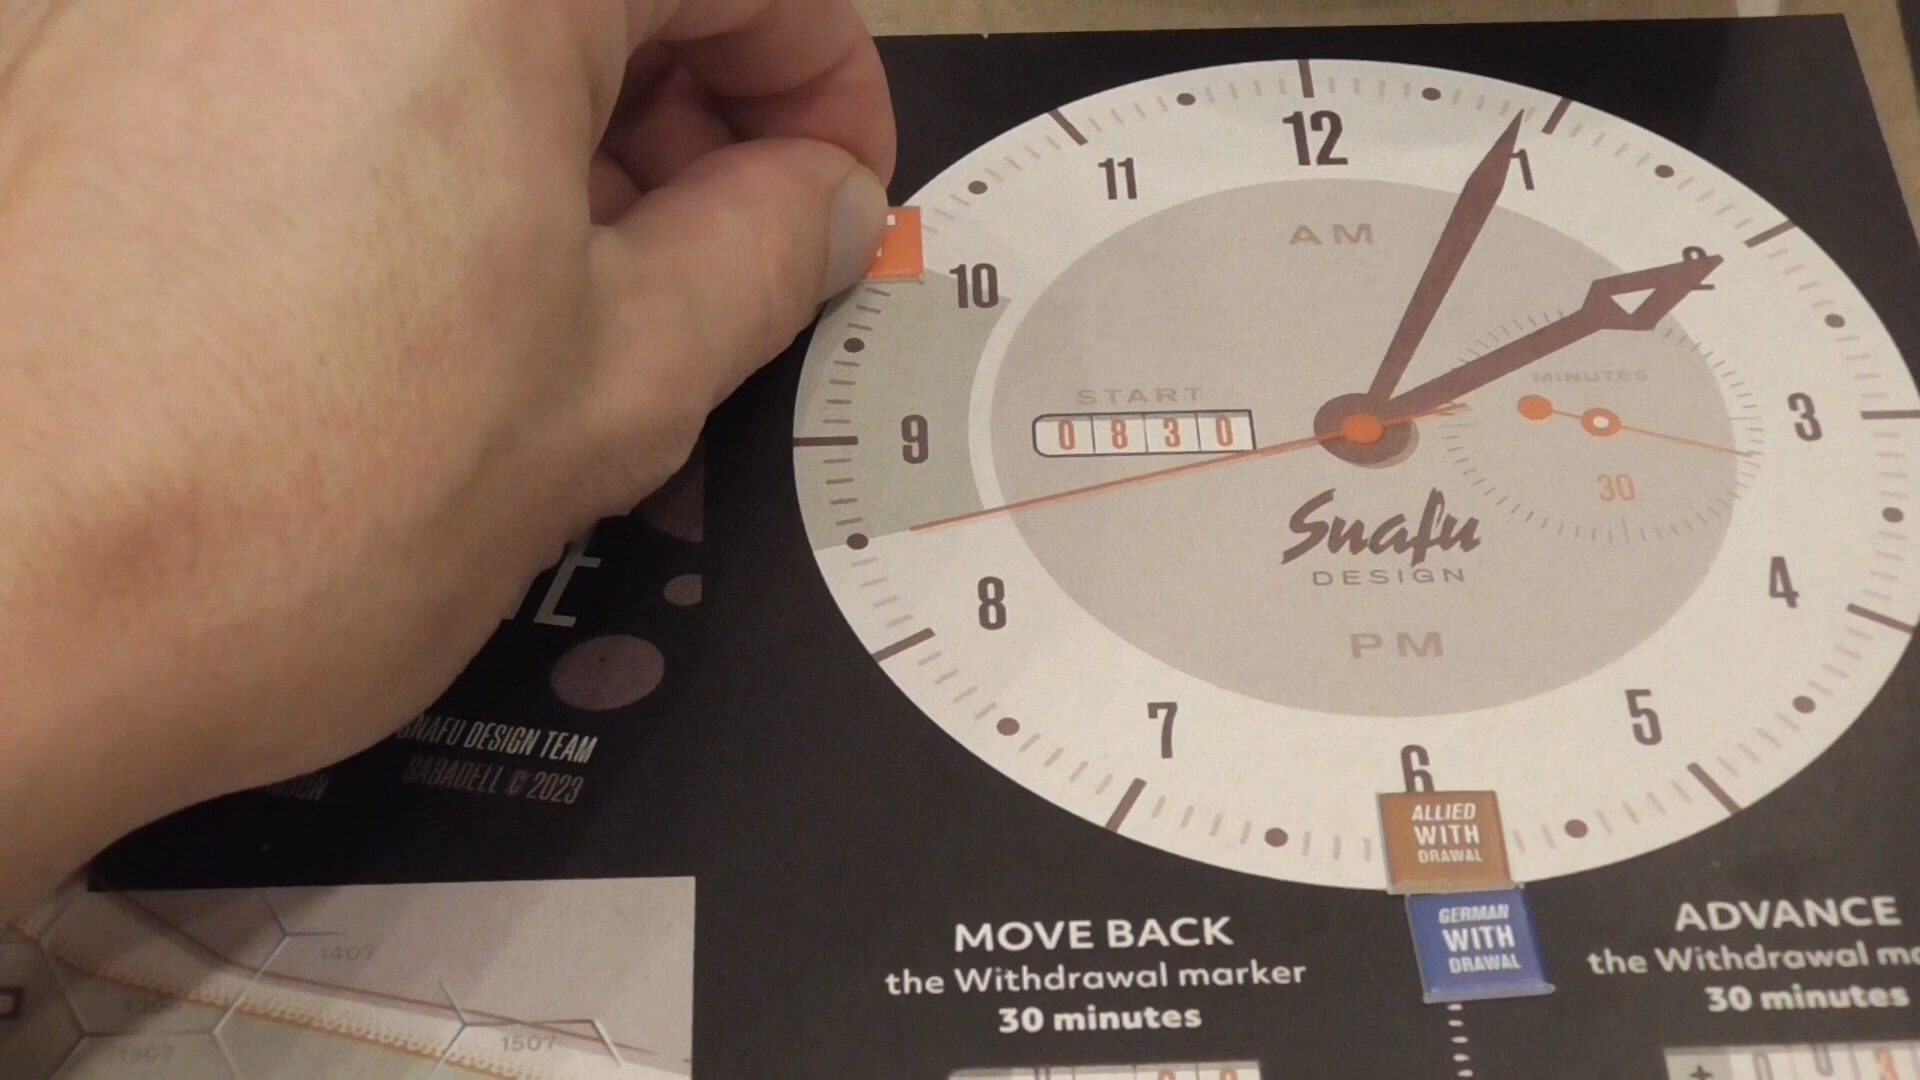 12
11
1
AM
2
10
MINUTES
START
3
9
0830
30
Snafu
DESIGN
4
8
PM
5
7
6
SNAFU DESIGN TEAM
SABADELL © 2023
ALLIED
WITH
DRAWAL
GERMAN
WITH
DRAWAL
MOVE BACK
the Withdrawal marker
30 minutes
ADVANCE
the Withdrawal
30 minutes
1407
1507
1307